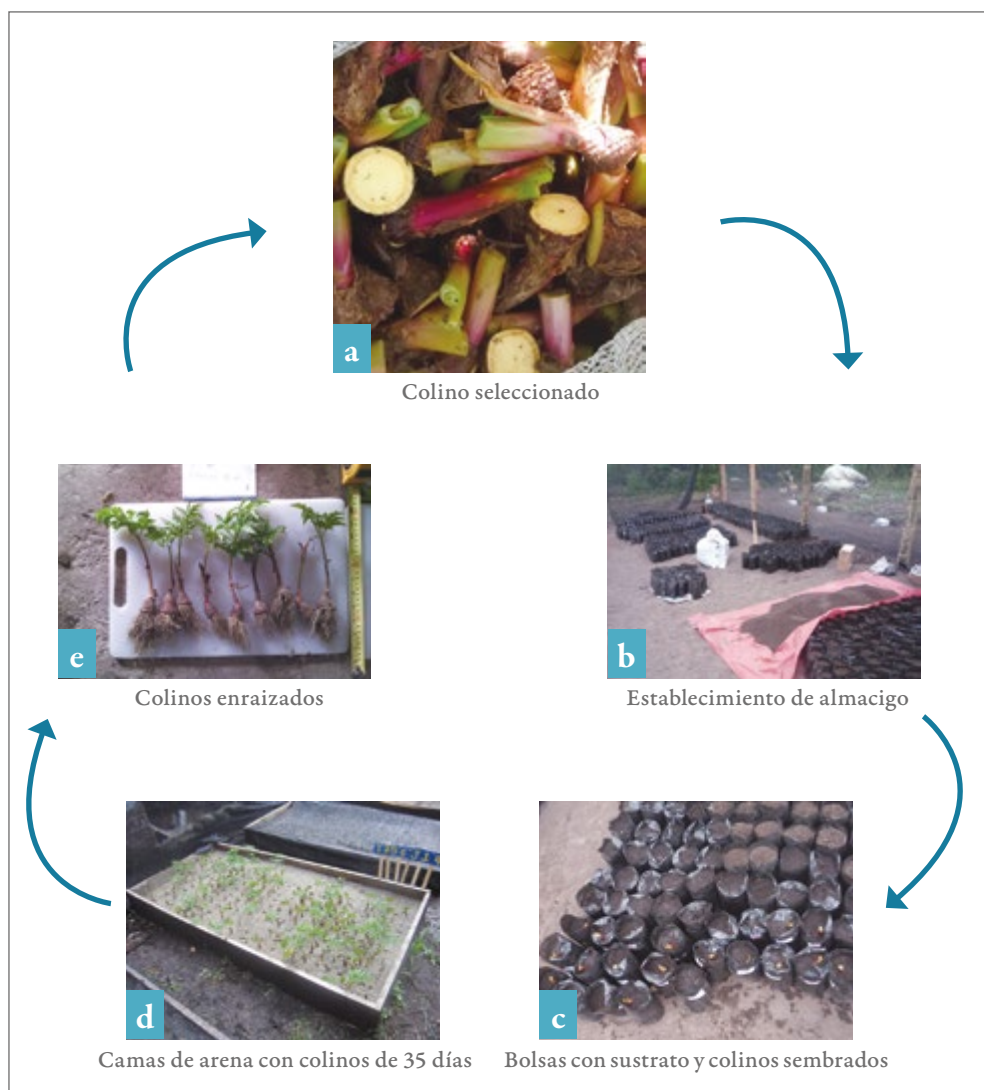 a
Colino seleccionado
b
Establecimiento de almacigo
c
Bolsas con sustrato y colinos sembrados
d
Camas de arena con colinos de 35 días
e
Colinos enraizados